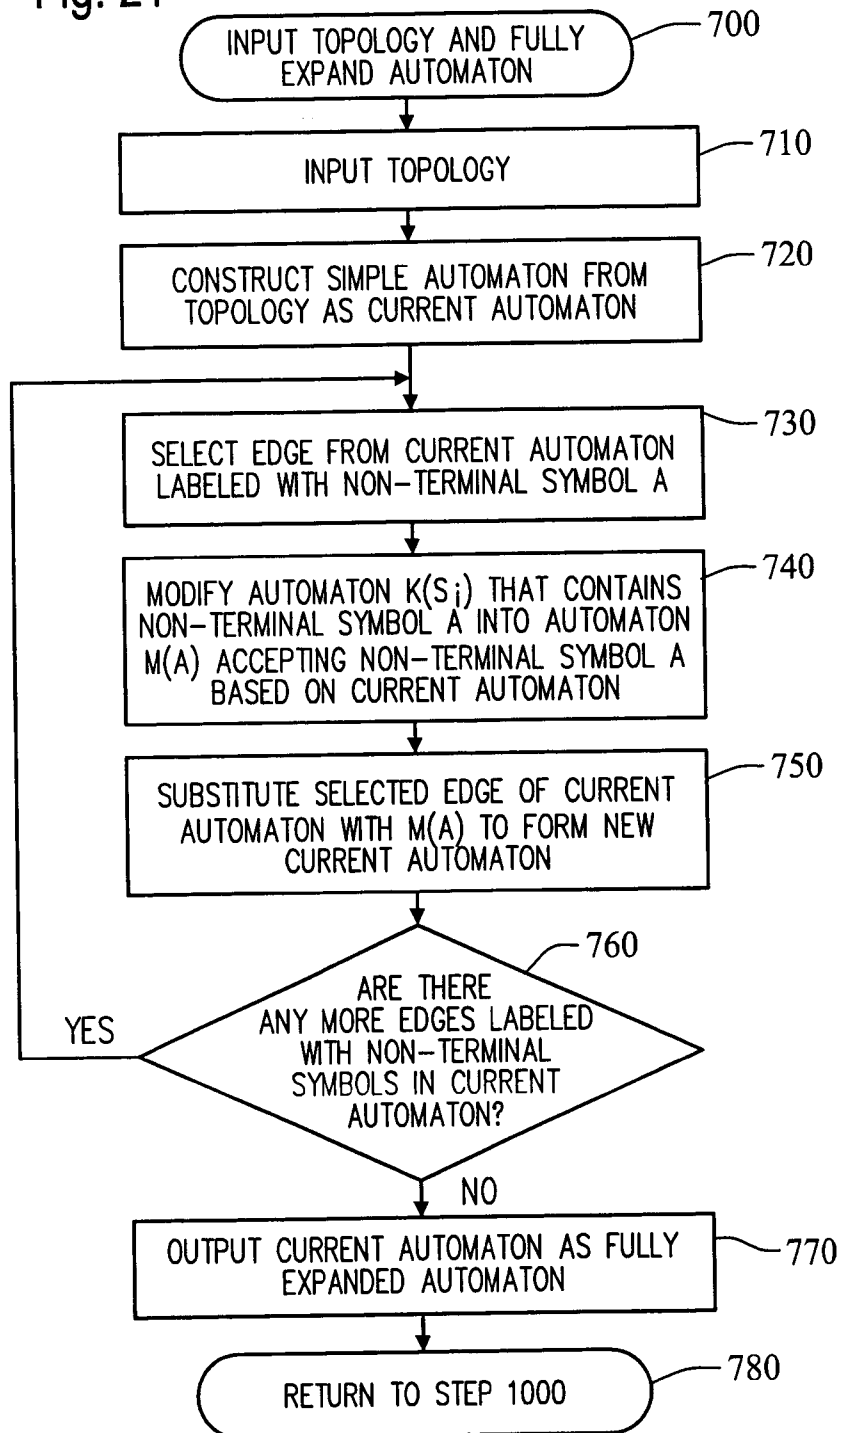 700
INPUT TOPOLOGY AND FULLY
EXPAND AUTOMATON
710
INPUT TOPOLOGY
720
CONSTRUCT SIMPLE AUTOMATON FROM
TOPOLOGY AS CURRENT AUTOMATON
730
SELECT EDGE FROM CURRENT AUTOMATON
LABELED WITH NON-TERMINAL SYMBOL A
740
MODIFY AUTOMATON K(Si) THAT CONTAINS
NON-TERMINAL SYMBOL A INTO AUTOMATON
M(A) ACCEPTING NON-TERMINAL SYMBOL A
BASED ON CURRENT AUTOMATON
750
SUBSTITUTE SELECTED EDGE OF CURRENT
AUTOMATON WITH M(A) TO FORM NEW
CURRENT AUTOMATON
760
ARE THERE
ANY MORE EDGES LABELED
WITH NON-TERMINAL
SYMBOLS IN CURRENT
AUTOMATON?
YES
NO
770
OUTPUT CURRENT AUTOMATON AS FULLY
EXPANDED AUTOMATON
780
RETURN TO STEP 1000